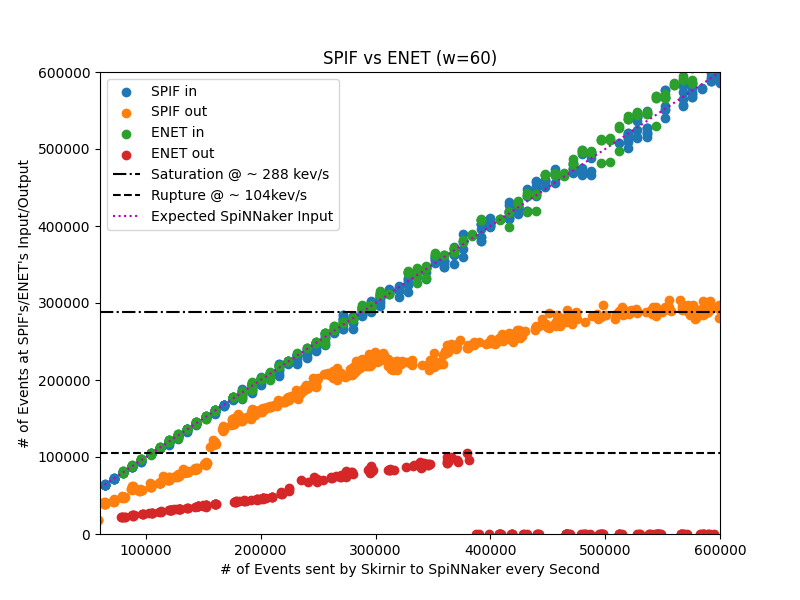 SPIF vs ENET (w=60)
600000
500000
400000
300000
200000
100000
0
# of Events at SPIF's/ENET's Input/Output
SPIF in
SPIF out
ENET in
ENET out
Saturation @ ~ 288 kev/s
Rupture @ ~ 104kev/s
Expected SpiNNaker Input
100000 200000 300000 400000 500000 600000
# of Events sent by Skirnir to SpiNNaker every Second